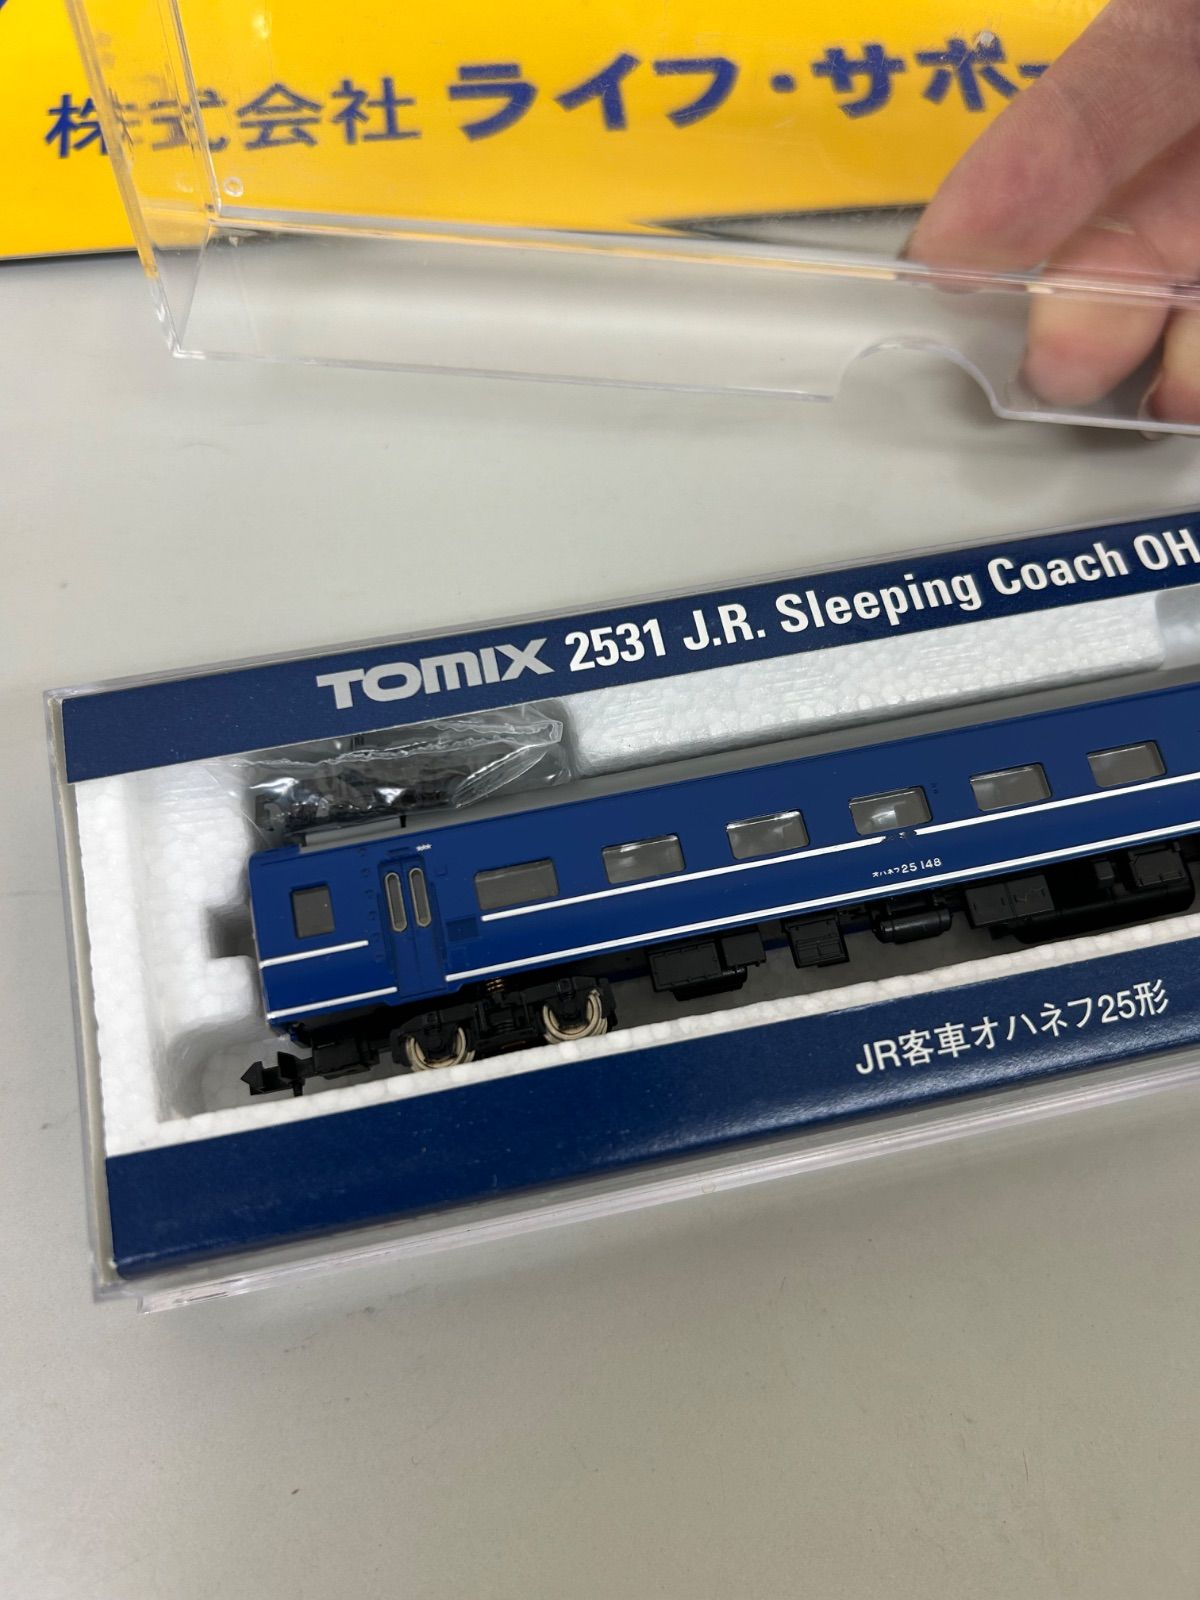 株式会社 ライフ・サポー
TOMIX 2531 J.R. Sleeping Coach OH
★★★
オハネフ25 148
JR客車オハネフ25形